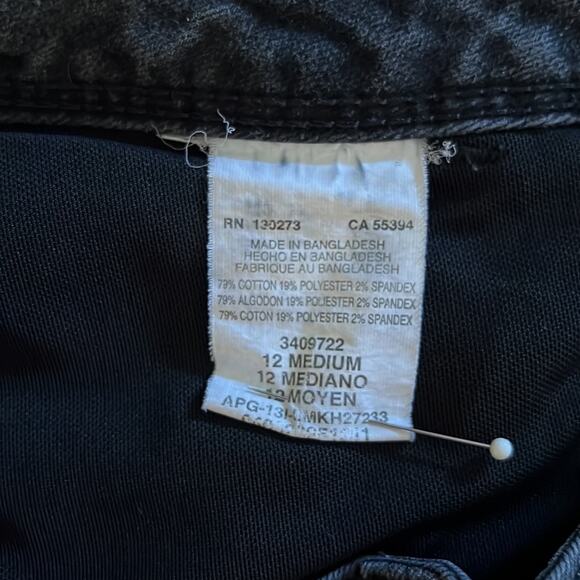 RN 130273 CA 55394
MADE IN BANGLADESH
HECHO EN BANGLADESH
FABRIQUE AU BANGLADESH
79% COTTON 19% POLYESTER 2% SPANDEX
79% ALGODON 19% POLIESTER 2% SPANDEX
79% COTON 19% POLYESTER 2% SPANDEX
3409722
12 MEDIUM
12 MEDIANO
12 MOYEN